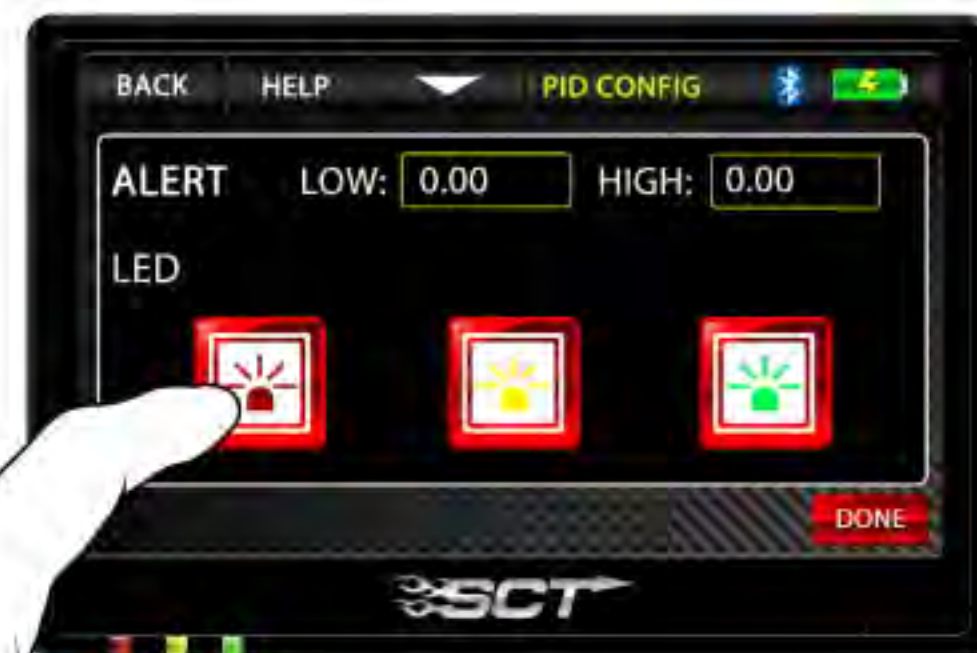 BACK HELP PID CONFIG
ALERT LOW: 0.00 HIGH: 0.00
LED
DONE
SCT